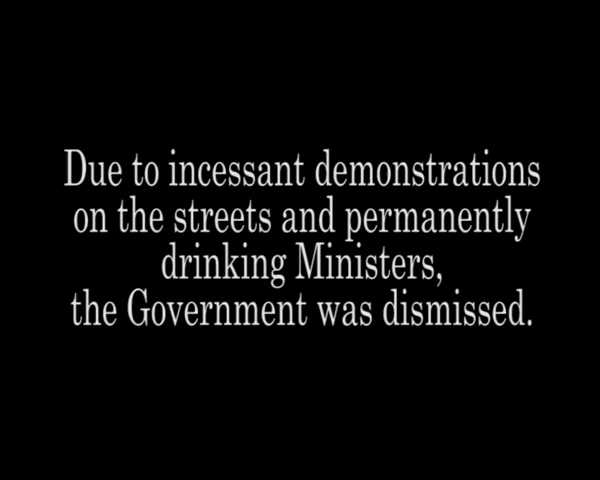 Due to incessant demonstrations
on the streets and permanently
drinking Ministers,
the Government was dismissed.